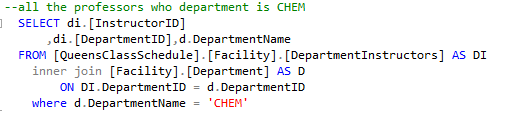 --all the professors who department is CHEM
SELECT di.[InstructorID]
,di.[DepartmentID],d.DepartmentName
FROM [QueensClassSchedule].[Facility].[DepartmentInstructors] AS DI
inner join [Facility].[Department] AS D
ON DI.DepartmentID = d.DepartmentID
where d.DepartmentName = 'CHEM'